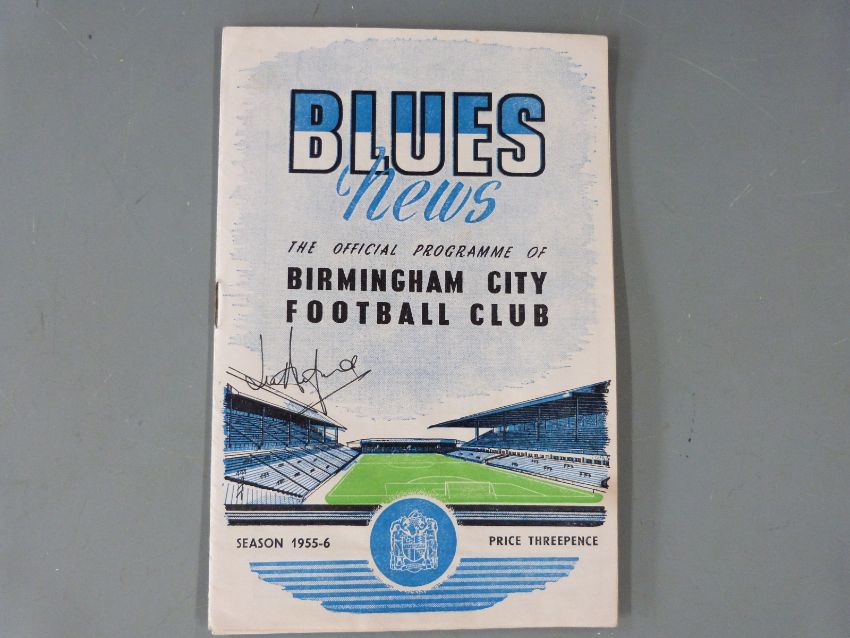 BLUES
News
THE OFFICIAL PROGRAMME OF
BIRMINGHAM CITY
FOOTBALL CLUB
SEASON 1955-6
PRICE THREEPENCE